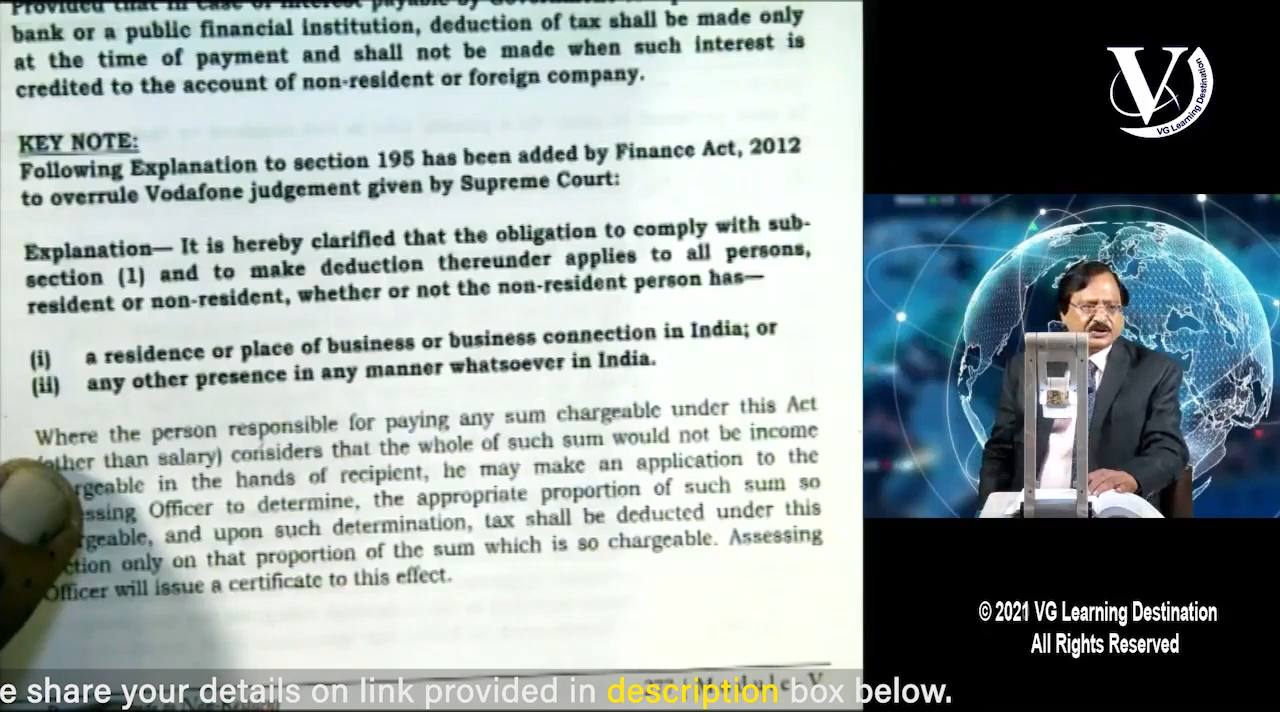 Provided that in case of interest payable by Government
bank or a public financial institution, deduction of tax shall be made only
at the time of payment and shall not be made when such interest is
credited to the account of non-resident or foreign company.
KEY NOTE:
Following Explanation to section 195 has been added by Finance Act, 2012
to overrule Vodafone judgement given by Supreme Court:
Explanation— It is hereby clarified that the obligation to comply with sub-
section (1) and to make deduction thereunder applies to all persons,
resident or non-resident, whether or not the non-resident person has—
(i) a residence or place of business or business connection in India; or
(ii) any other presence in any manner whatsoever in India.
Where the person responsible for paying any sum chargeable under this Act
other than salary) considers that the whole of such sum would not be income
rgeable in the hands of recipient, he may make an application to the
ssing Officer to determine, the appropriate proportion of such sum so
rgeable, and upon such determination, tax shall be deducted under this
ction only on that proportion of the sum which is so chargeable. Assessing
Officer will issue a certificate to this effect.
e share your details on link provided in description box below.
V
VG Learning Destination
© 2021 VG Learning Destination
All Rights Reserved